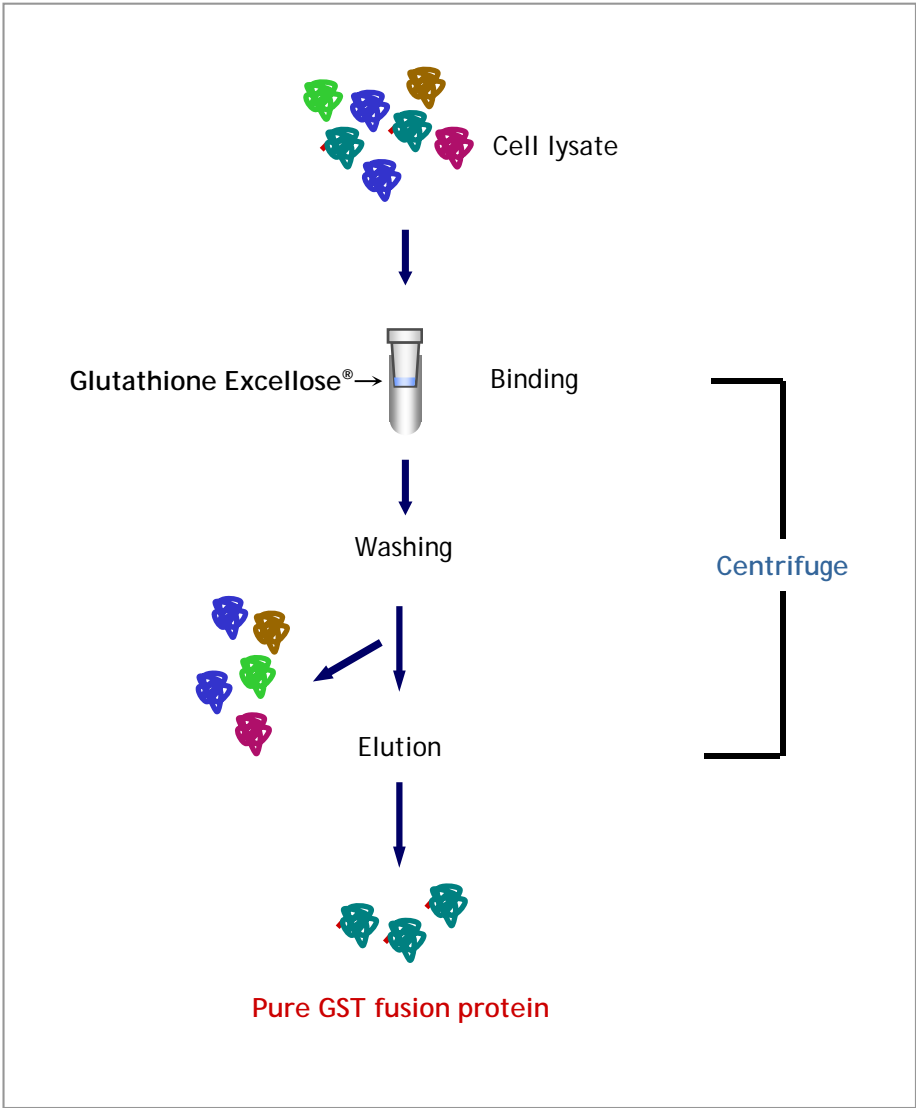 Cell lysate
Glutathione Excellose®→
Binding
Washing
Centrifuge
Elution
Pure GST fusion protein